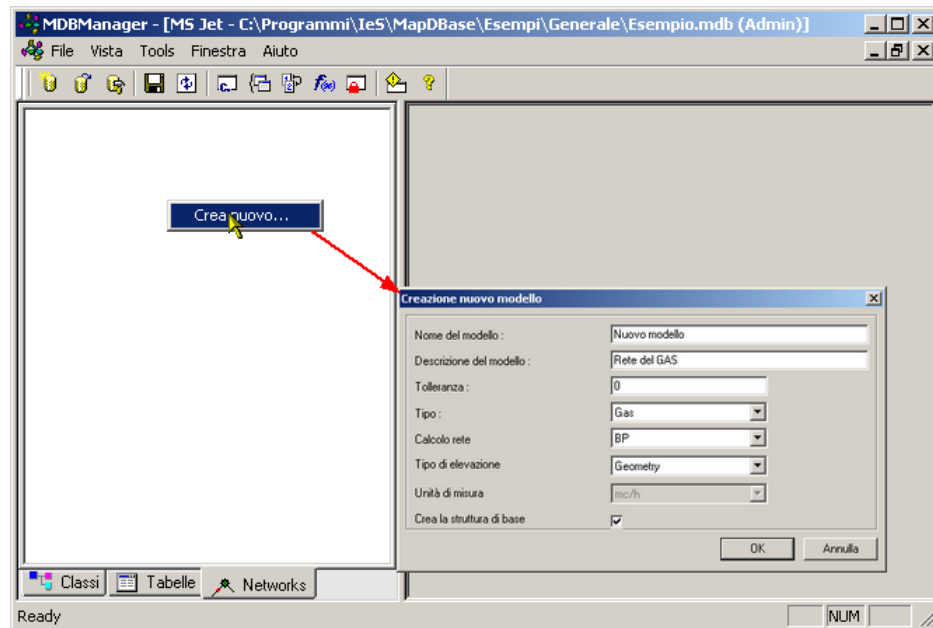 MDBManager - [MS Jet - C:\Programmi\IeS\MapDBase\Esempi\Generale\Esempio.mdb (Admin)]
File Vista Tools Finestra Aiuto
Crea nuovo...
Creazione nuovo modello
Nome del modello : Nuovo modello
Descrizione del modello : Rete del GAS
Tolleranza : 0
Tipo : Gas
Calcolo rete BP
Tipo di elevazione Geometry
Unità di misura mc/h
Crea la struttura di base
OK Annulla
Classi Tabelle Networks
Ready NUM